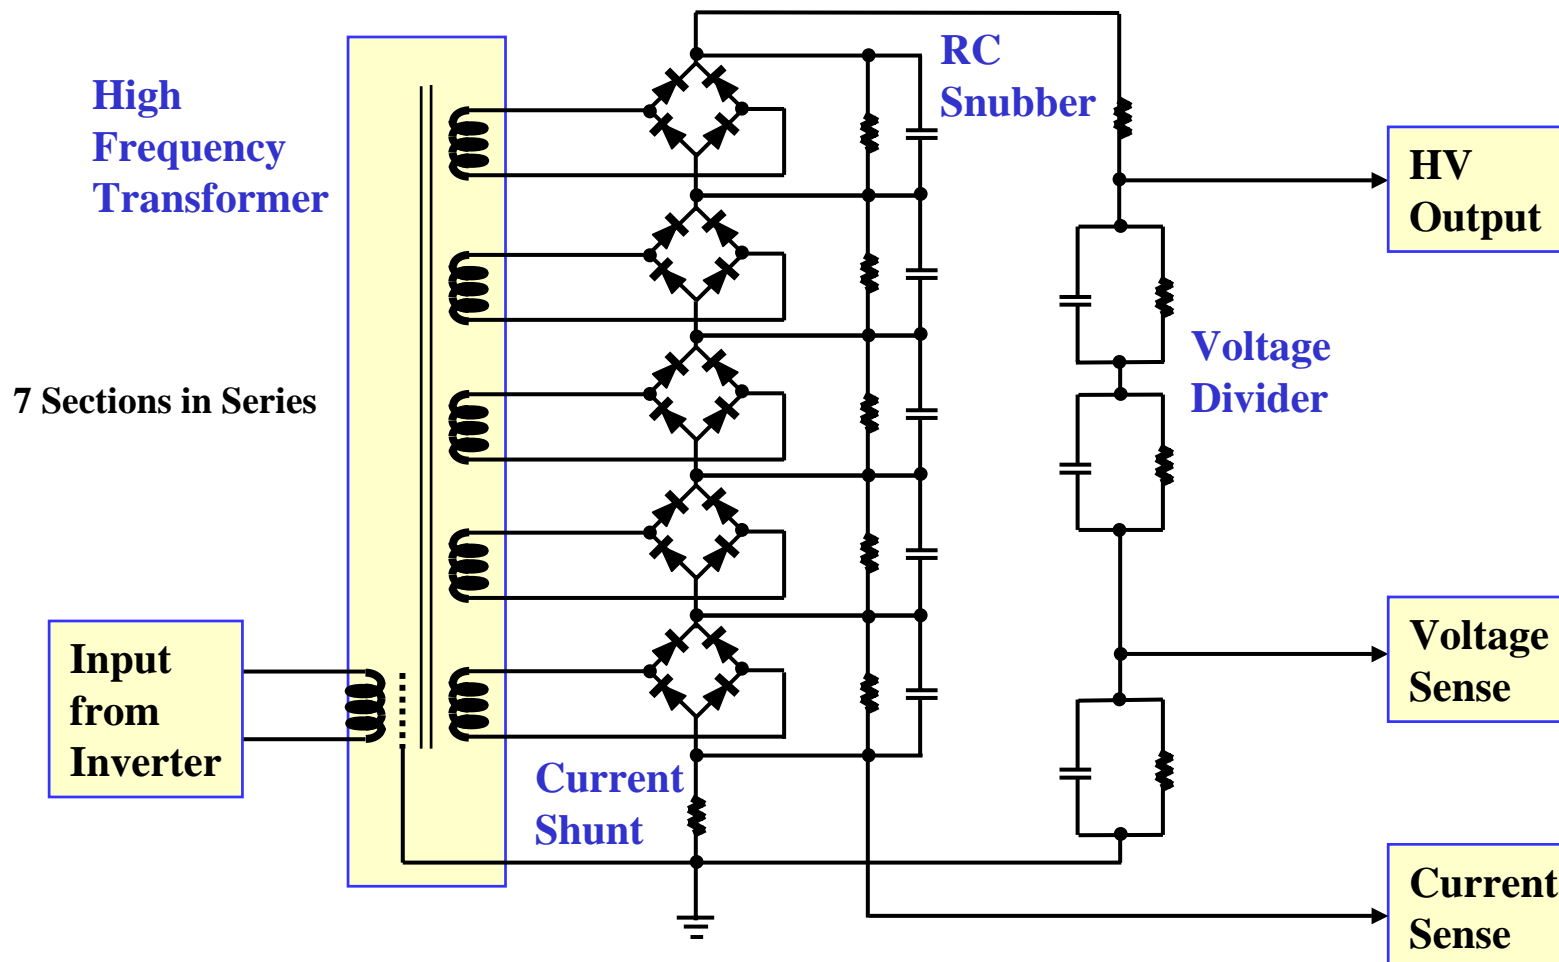 High
Frequency
Transformer
RC
Snubber
HV
Output
7 Sections in Series
Voltage
Divider
Input
from
Inverter
Voltage
Sense
Current
Shunt
Current
Sense